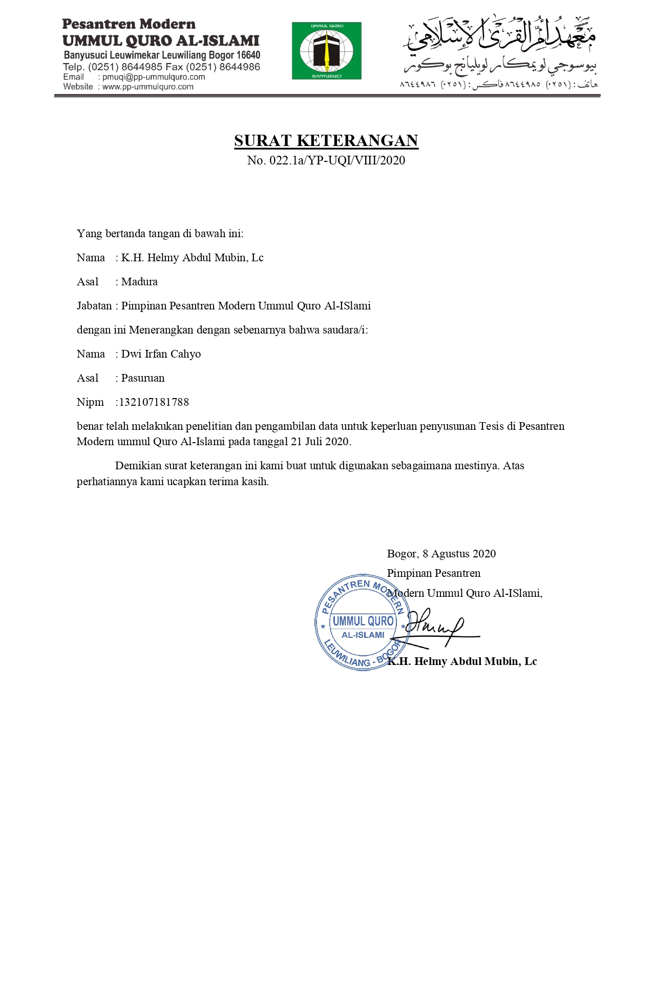 Pesantren Modern
UMMUL QURO AL-ISLAMI
Banyusuci Leuwimekar Leuwiliang Bogor 16640
Telp. (0251) 8644985 Fax (0251) 8644986
Email : pmuqi@pp-ummulquro.com
Website : www.pp-ummulquro.com
UMMUL QURO
BANYUSUCI
معهد أم القرى الإسلامي
بيوسوجي لويمكار لويليانج بوكور
هاتف : (٠٢٥١) ٨٦٤٤٩٨٥ فاكس : (٠٢٥١) ٨٦٤٤٩٨٦
SURAT KETERANGAN
No. 022.1a/YP-UQI/VIII/2020
Yang bertanda tangan di bawah ini:
Nama : K.H. Helmy Abdul Mubin, Lc
Asal : Madura
Jabatan : Pimpinan Pesantren Modern Ummul Quro Al-ISlami
dengan ini Menerangkan dengan sebenarnya bahwa saudara/i:
Nama : Dwi Irfan Cahyo
Asal : Pasuruan
Nipm :132107181788
benar telah melakukan penelitian dan pengambilan data untuk keperluan penyusunan Tesis di Pesantren
Modern ummul Quro Al-Islami pada tanggal 21 Juli 2020.
Demikian surat keterangan ini kami buat untuk digunakan sebagaimana mestinya. Atas
perhatiannya kami ucapkan terima kasih.
Bogor, 8 Agustus 2020
Pimpinan Pesantren
Modern Ummul Quro Al-ISlami,
PESANTREN MODERN
UMMUL QURO
AL-ISLAMI
LEUWILIANG - BOGOR
K.H. Helmy Abdul Mubin, Lc